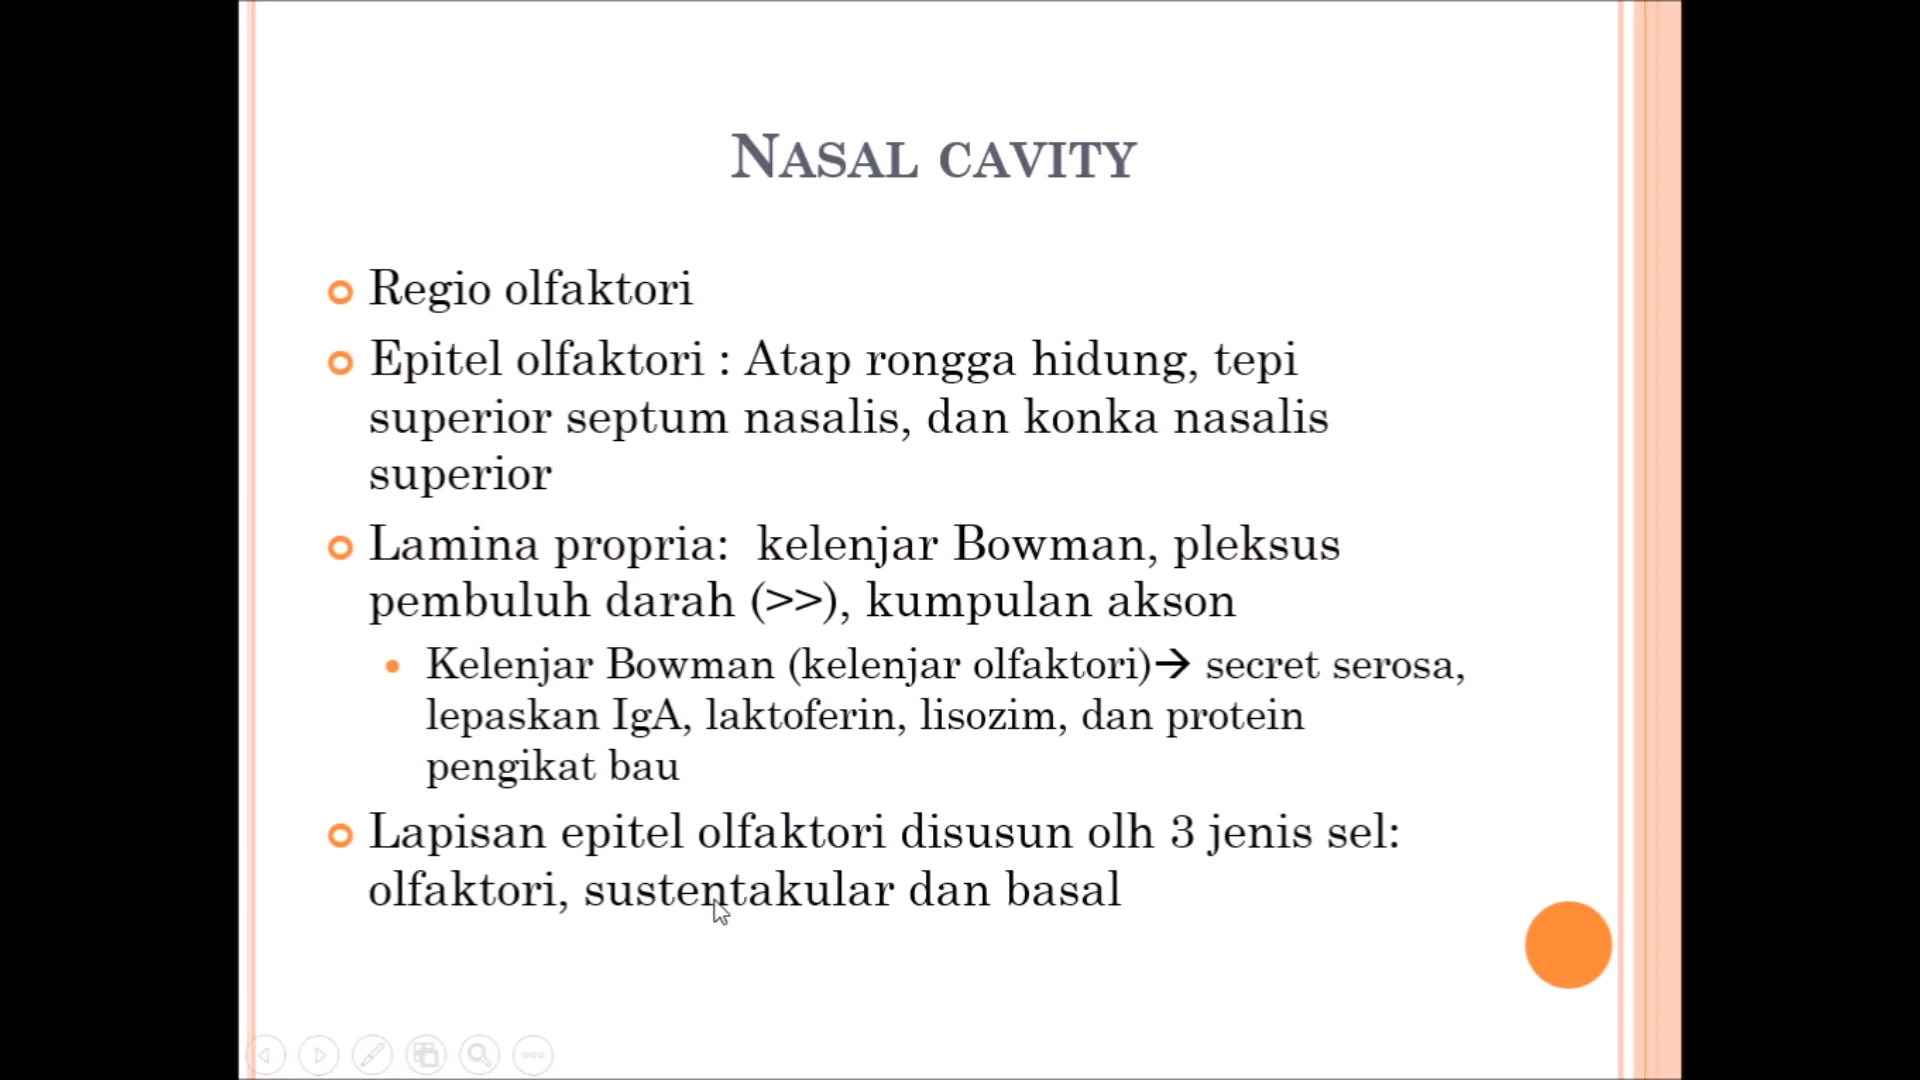 NASAL CAVITY
Regio olfaktori
Epitel olfaktori : Atap rongga hidung, tepi
superior septum nasalis, dan konka nasalis
superior
Lamina propria:  kelenjar Bowman, pleksus
pembuluh darah (>>), kumpulan akson
Kelenjar Bowman (kelenjar olfaktori)→ secret serosa,
lepaskan IgA, laktoferin, lisozim, dan protein
pengikat bau
Lapisan epitel olfaktori disusun olh 3 jenis sel:
olfaktori, sustentakular dan basal